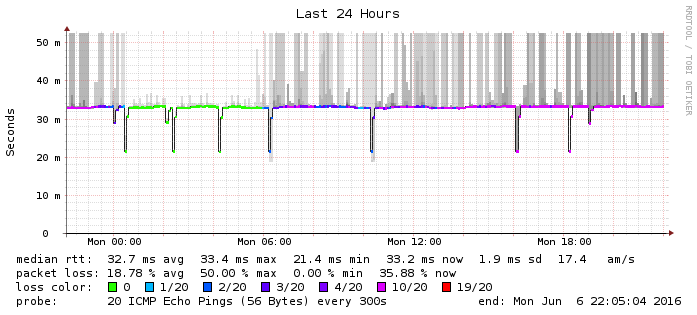 Last 24 Hours
RRDTOOL / TOBI OETIKER
Seconds
50 m
40 m
30 m
20 m
10 m
0
Mon 00:00 Mon 06:00 Mon 12:00 Mon 18:00
median rtt: 32.7 ms avg 33.4 ms max 21.4 ms min 33.2 ms now 1.9 ms sd 17.4 am/s
packet loss: 18.78 % avg 50.00 % max 0.00 % min 35.88 % now
loss color: 0 1/20 2/20 3/20 4/20 10/20 19/20
probe: 20 ICMP Echo Pings (56 Bytes) every 300s end: Mon Jun 6 22:05:04 2016